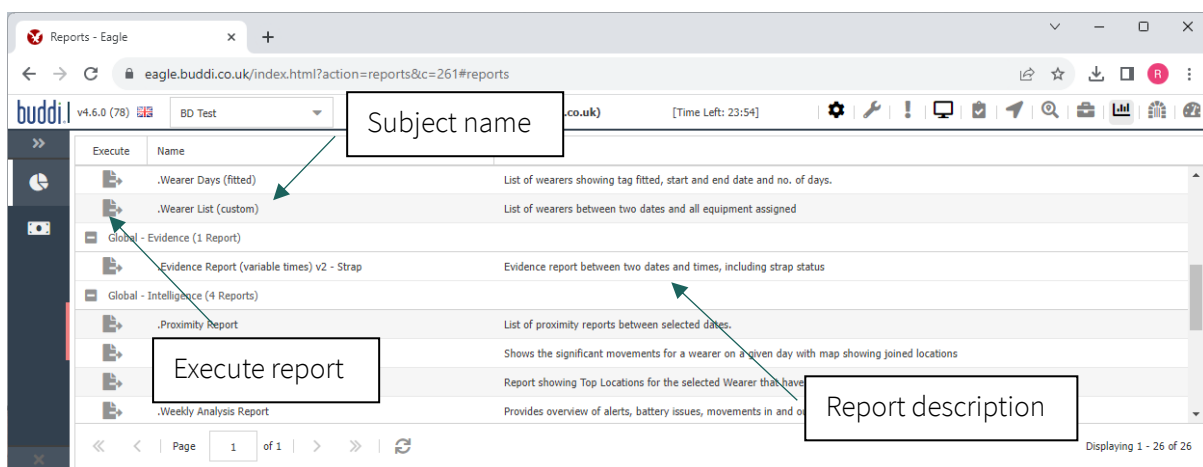 Reports - Eagle
eagle.buddi.co.uk/index.html?action=reports&c=261#reports
R
buddi. v4.6.0 (78) BD Test .co.uk) [Time Left: 23:54]
Subject name
Execute Name
.Wearer Days (fitted) List of wearers showing tag fitted, start and end date and no. of days.
.Wearer List (custom) List of wearers between two dates and all equipment assigned
Global - Evidence (1 Report)
.Evidence Report (variable times) v2 - Strap Evidence report between two dates and times, including strap status
Global - Intelligence (4 Reports)
.Proximity Report List of proximity reports between selected dates.
Shows the significant movements for a wearer on a given day with map showing joined locations
Execute report
Report showing Top Locations for the selected Wearer that have
.Weekly Analysis Report Provides overview of alerts, battery issues, movements in and
Report description
Page 1 of 1 Displaying 1 - 26 of 26